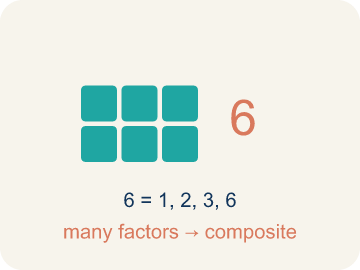 6
6 = 1, 2, 3, 6
many factors → composite